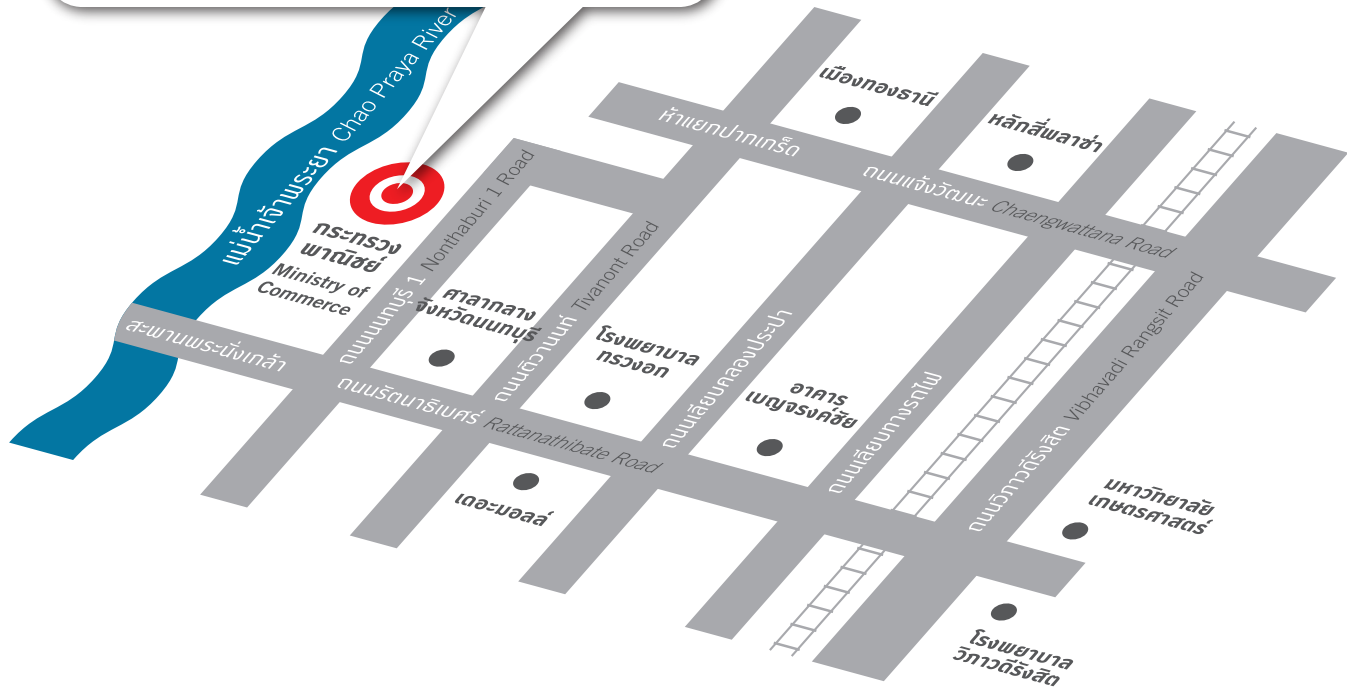 แม่น้ำเจ้าพระยา Chao Praya River
เมืองทองธานี
หลักสี่พลาซ่า
ห้าแยกปากเกร็ด
ถนนแจ้งวัฒนะ Chaengwattana Road
กระทรวง
พาณิชย์
Ministry of
Commerce
ถนนนนทบุรี 1 Nonthaburi 1 Road
ศาลากลาง
จังหวัดนนทบุรี
ถนนติวานนท์ Tivanont Road
โรงพยาบาล
ทรวงอก
ถนนเลียบคลองประปา
อาคาร
เบญจรงค์ชัย
ถนนเลียบทางรถไฟ
ถนนวิภาวดีรังสิต Vibhavadi Rangsit Road
สะพานพระนั่งเกล้า
ถนนรัตนาธิเบศร์ Rattanathibate Road
เดอะมอลล์
มหาวิทยาลัย
เกษตรศาสตร์
โรงพยาบาล
วิภาวดีรังสิต